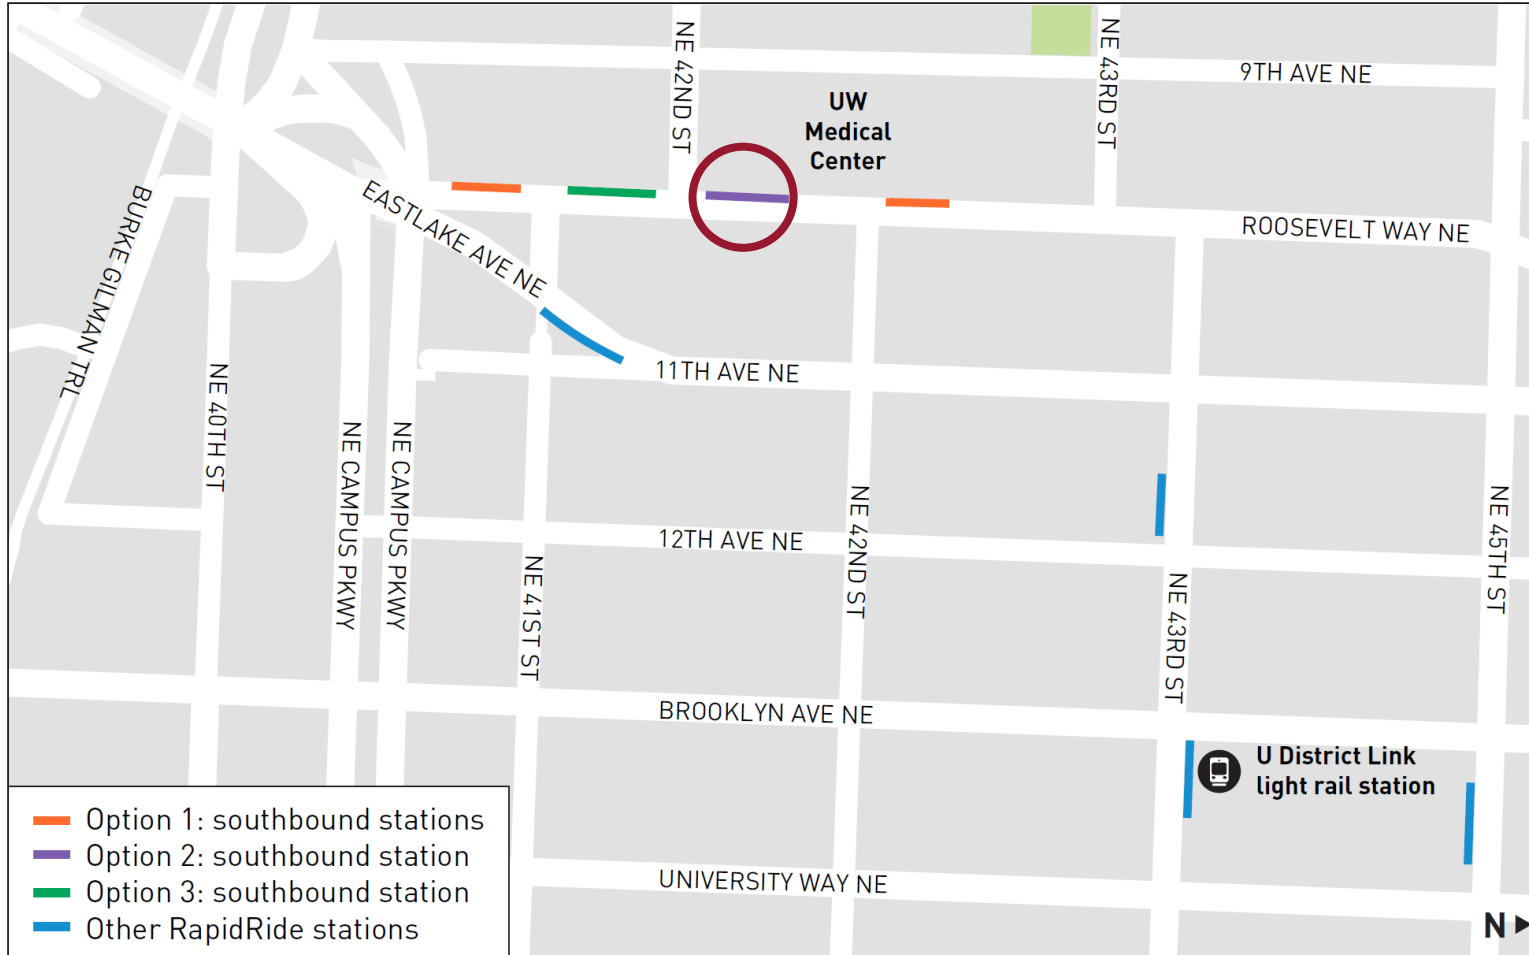 NE 42ND ST
NE 43RD ST
9TH AVE NE
UW
Medical
Center
BURKE GILMAN TRL
EASTLAKE AVE NE
ROOSEVELT WAY NE
NE 40TH ST
11TH AVE NE
NE CAMPUS PKWY
NE CAMPUS PKWY
NE 42ND ST
NE 45TH ST
12TH AVE NE
NE 41ST ST
NE 43RD ST
BROOKLYN AVE NE
U District Link
light rail station
Option 1: southbound stations
Option 2: southbound station
Option 3: southbound station
Other RapidRide stations
UNIVERSITY WAY NE
N